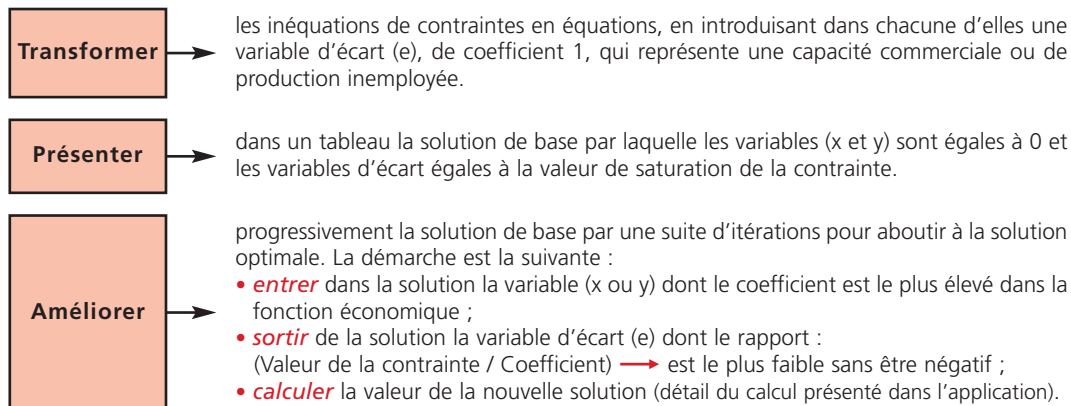 Transformer
les inéquations de contraintes en équations, en introduisant dans chacune d'elles une
variable d'écart (e), de coefficient 1, qui représente une capacité commerciale ou de
production inemployée.
Présenter
dans un tableau la solution de base par laquelle les variables (x et y) sont égales à 0 et
les variables d'écart égales à la valeur de saturation de la contrainte.
Améliorer
progressivement la solution de base par une suite d'itérations pour aboutir à la solution
optimale. La démarche est la suivante :
• entrer dans la solution la variable (x ou y) dont le coefficient est le plus élevé dans la
fonction économique ;
• sortir de la solution la variable d'écart (e) dont le rapport :
(Valeur de la contrainte / Coefficient) → est le plus faible sans être négatif ;
• calculer la valeur de la nouvelle solution (détail du calcul présenté dans l'application).